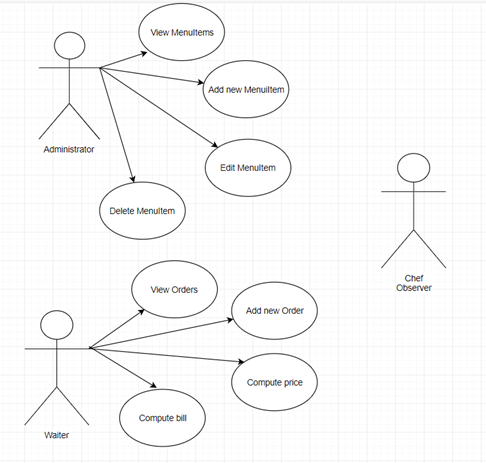 View MenuItems
Add new MenuiItem
Administrator
Edit MenuItem
Delete MenuItem
Chef
Observer
View Orders
Add new Order
Compute price
Compute bill
Waiter